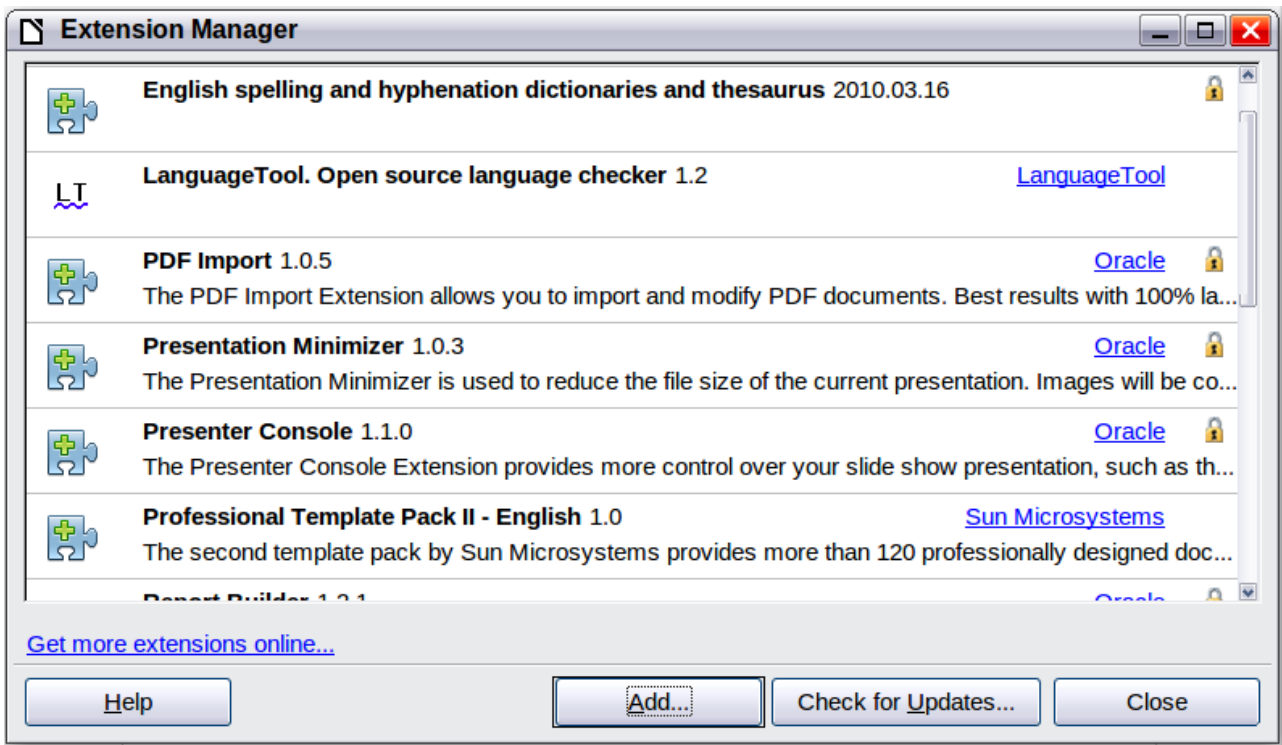 Extension Manager
English spelling and hyphenation dictionaries and thesaurus 2010.03.16
LT
LanguageTool. Open source language checker 1.2 LanguageTool
PDF Import 1.0.5 Oracle
The PDF Import Extension allows you to import and modify PDF documents. Best results with 100% la...
Presentation Minimizer 1.0.3 Oracle
The Presentation Minimizer is used to reduce the file size of the current presentation. Images will be co...
Presenter Console 1.1.0 Oracle
The Presenter Console Extension provides more control over your slide show presentation, such as th...
Professional Template Pack II - English 1.0 Sun Microsystems
The second template pack by Sun Microsystems provides more than 120 professionally designed doc...
Report Builder 1.2.1 Oracle
Get more extensions online...
Help Add... Check for Updates... Close